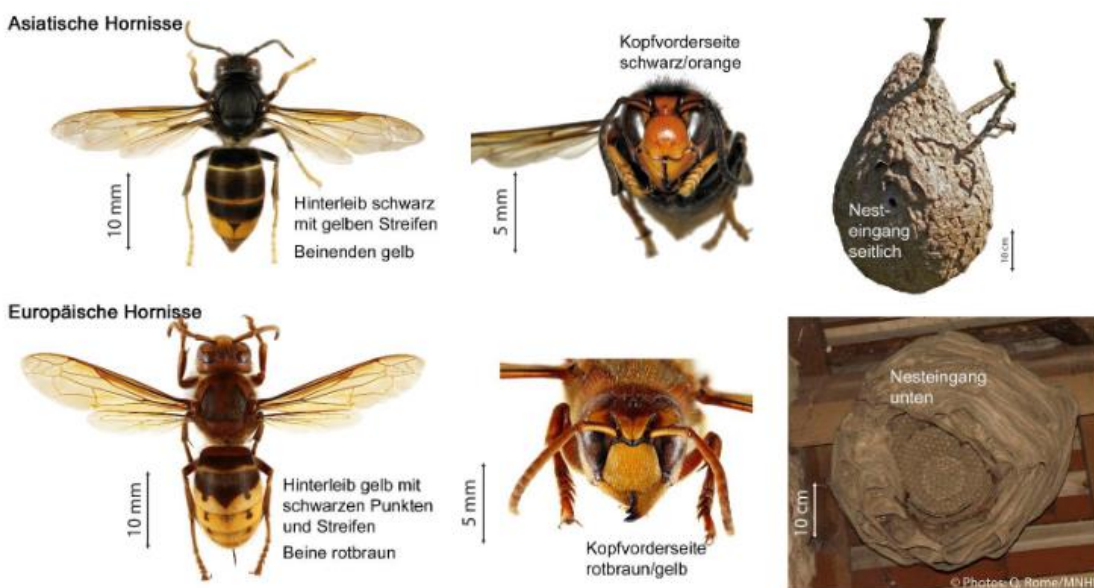 Asiatische Hornisse
10 mm
Hinterleib schwarz
mit gelben Streifen
Beinenden gelb
Kopfvorderseite
schwarz/orange
5 mm
Nest-
eingang
seitlich
10 cm
Europäische Hornisse
10 mm
Hinterleib gelb mit
schwarzen Punkten
und Streifen
Beine rotbraun
5 mm
Kopfvorderseite
rotbraun/gelb
Nesteingang
unten
10 cm
© Photos: Q. Rome/MNH